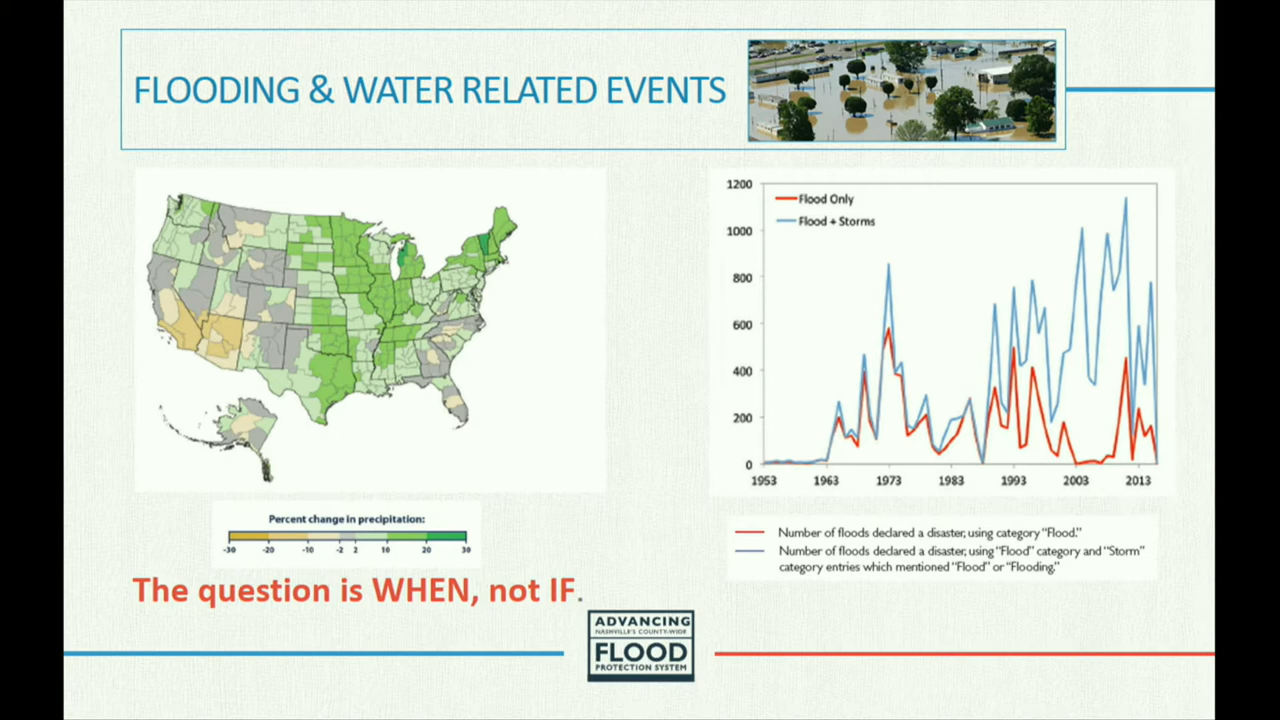 FLOODING & WATER RELATED EVENTS
Percent change in precipitation:
-30 -20 -10 -2 2 10 20 30
The question is WHEN, not IF.
1200
1000
800
600
400
200
0
Flood Only
Flood + Storms
1953 1963 1973 1983 1993 2003 2013
Number of floods declared a disaster, using category "Flood."
Number of floods declared a disaster, using "Flood" category and "Storm"
category entries which mentioned "Flood" or "Flooding."
ADVANCING
NASHVILLE'S COUNTY-WIDE
FLOOD
PROTECTION SYSTEM